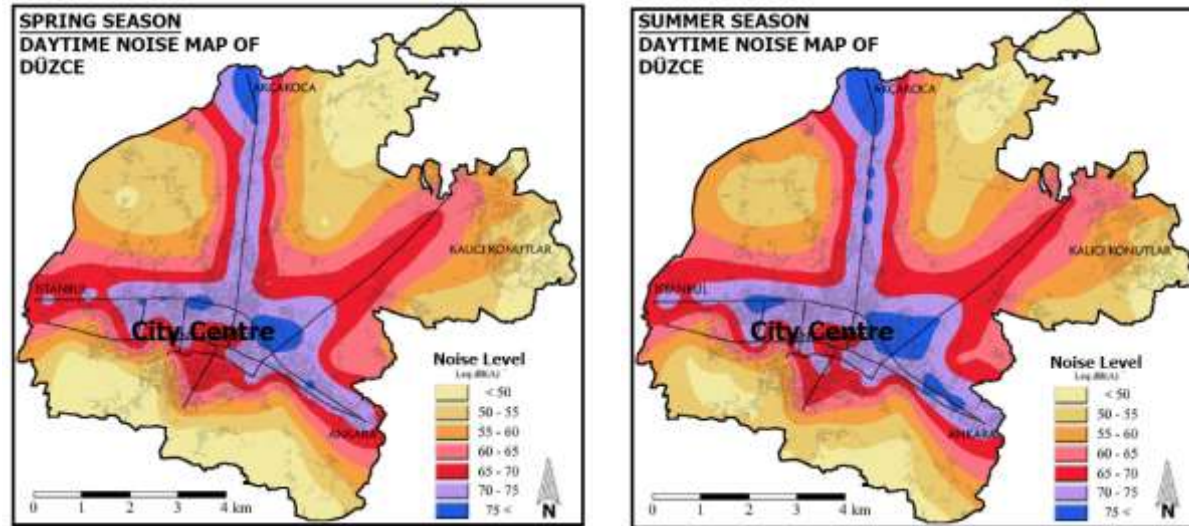 SPRING SEASON
DAYTIME NOISE MAP OF
DÜZCE
AKÇAKOCA
KALICI KONUTLAR
İSTANBUL
City Centre
ANKARA
Noise Level
Leq.dB(A)
< 50
50 - 55
55 - 60
60 - 65
65 - 70
70 - 75
75 <
0 1 2 3 4 km
N
SUMMER SEASON
DAYTIME NOISE MAP OF
DÜZCE
AKÇAKOCA
KALICI KONUTLAR
İSTANBUL
City Centre
ANKARA
Noise Level
Leq.dB(A)
< 50
50 - 55
55 - 60
60 - 65
65 - 70
70 - 75
75 <
0 1 2 3 4 km
N